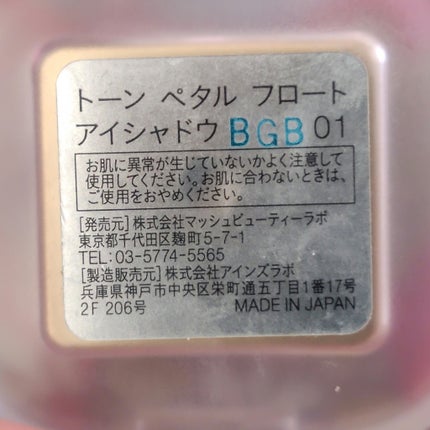 トーン ペタル フロート
アイシャドウ BGB 01
お肌に異常が生じていないかよく注意して
使用してください。お肌に合わないときは、
ご使用をおやめください。
[発売元]株式会社マッシュビューティーラボ
東京都千代田区麹町5-7-1
TEL:03-5774-5565
[製造販売元]株式会社アインズラボ
兵庫県神戸市中央区栄町通五丁目1番17号
2F 206号 MADE IN JAPAN